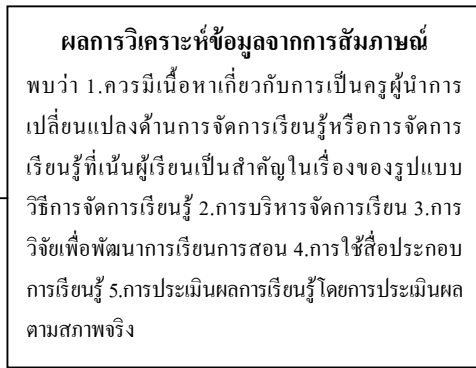 ผลการวิเคราะห์ข้อมูลจากการสัมภาษณ์
พบว่า 1.ควรมีเนื้อหาเกี่ยวกับการเป็นครูผู้นำการ
เปลี่ยนแปลงด้านการจัดการเรียนรู้หรือการจัดการ
เรียนรู้ที่เน้นผู้เรียนเป็นสำคัญในเรื่องของรูปแบบ
วิธีการจัดการเรียนรู้ 2.การบริหารจัดการเรียน 3.การ
วิจัยเพื่อพัฒนาการเรียนการสอน 4.การใช้สื่อประกอบ
การเรียนรู้ 5.การประเมินผลการเรียนรู้โดยการประเมินผล
ตามสภาพจริง